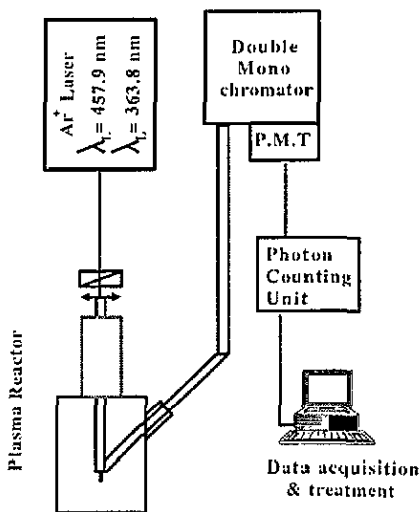 Ar+ Laser
λL= 457.9 nm
λL= 363.8 nm
Double
Mono
chromator
P.M.T
Photon
Counting
Unit
Plasma Reactor
Data acquisition
& treatment